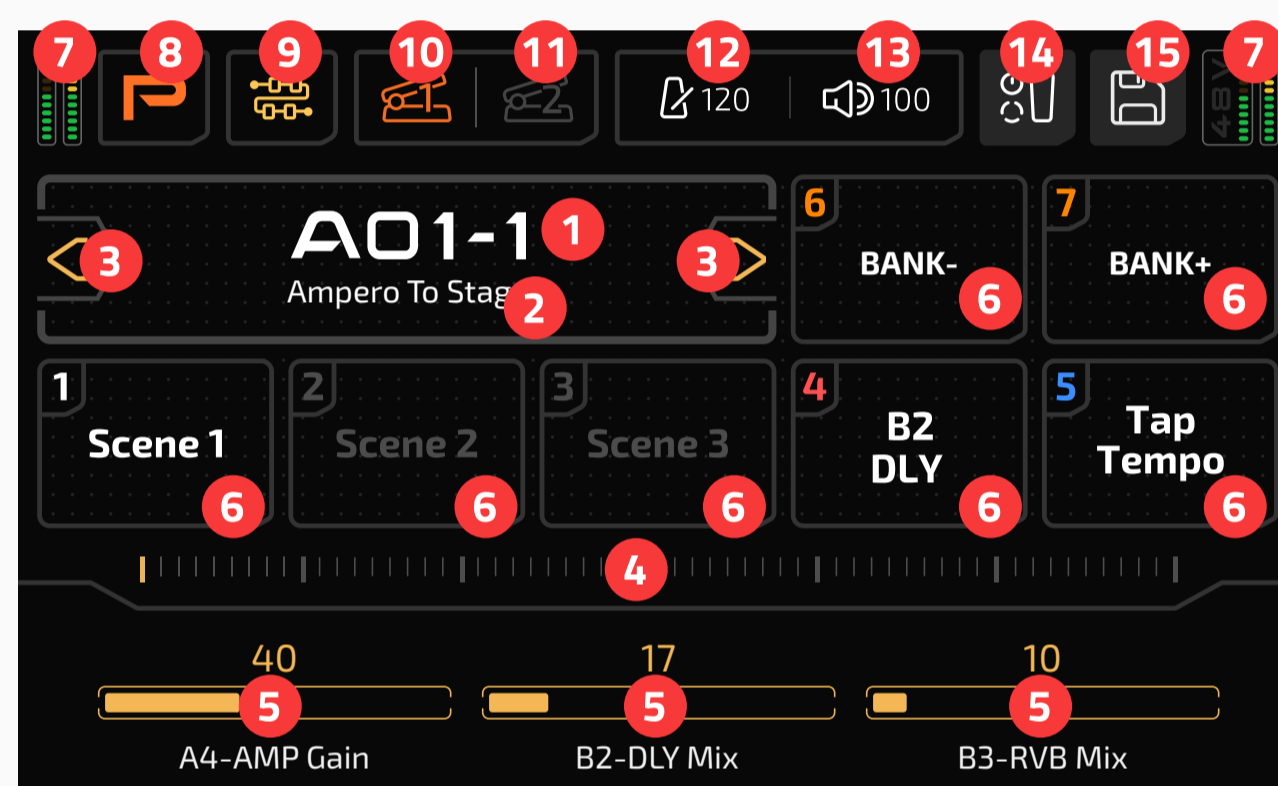 7 8 9 10 11 12 13 14 15 7
1 2 120 100 48V
A01-1 1
3 3
Ampero To Stag 2
6 BANK- 6
7 BANK+ 6
1 Scene 1 6
2 Scene 2 6
3 Scene 3 6
4 B2
DLY 6
5 Tap
Tempo 6
4
40 17 10
5 5 5
A4-AMP Gain B2-DLY Mix B3-RVB Mix